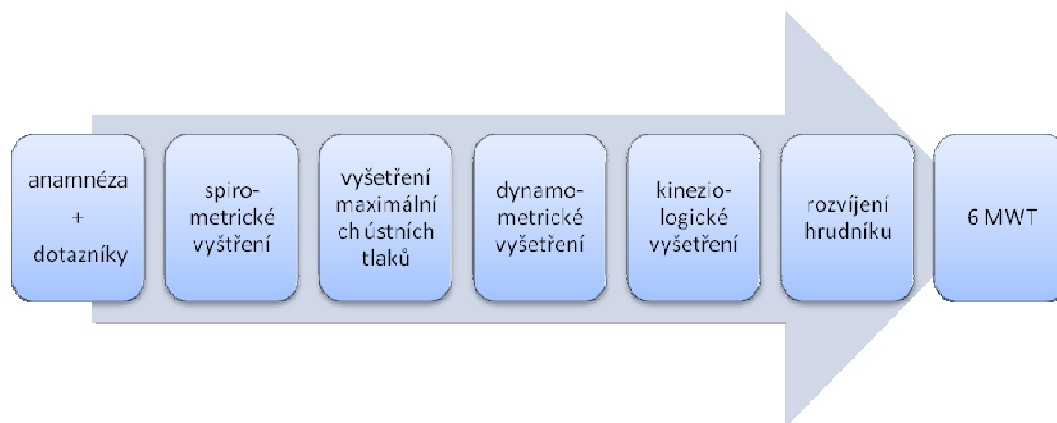 anamnéza
+
dotazníky
spiro-
metrické
vyštření
vyšetření
maximální
ch ústních
tlaků
dynamo-
metrické
vyšetření
kinezio-
logické
vyšetření
rozvíjení
hrudníku
6 MWT